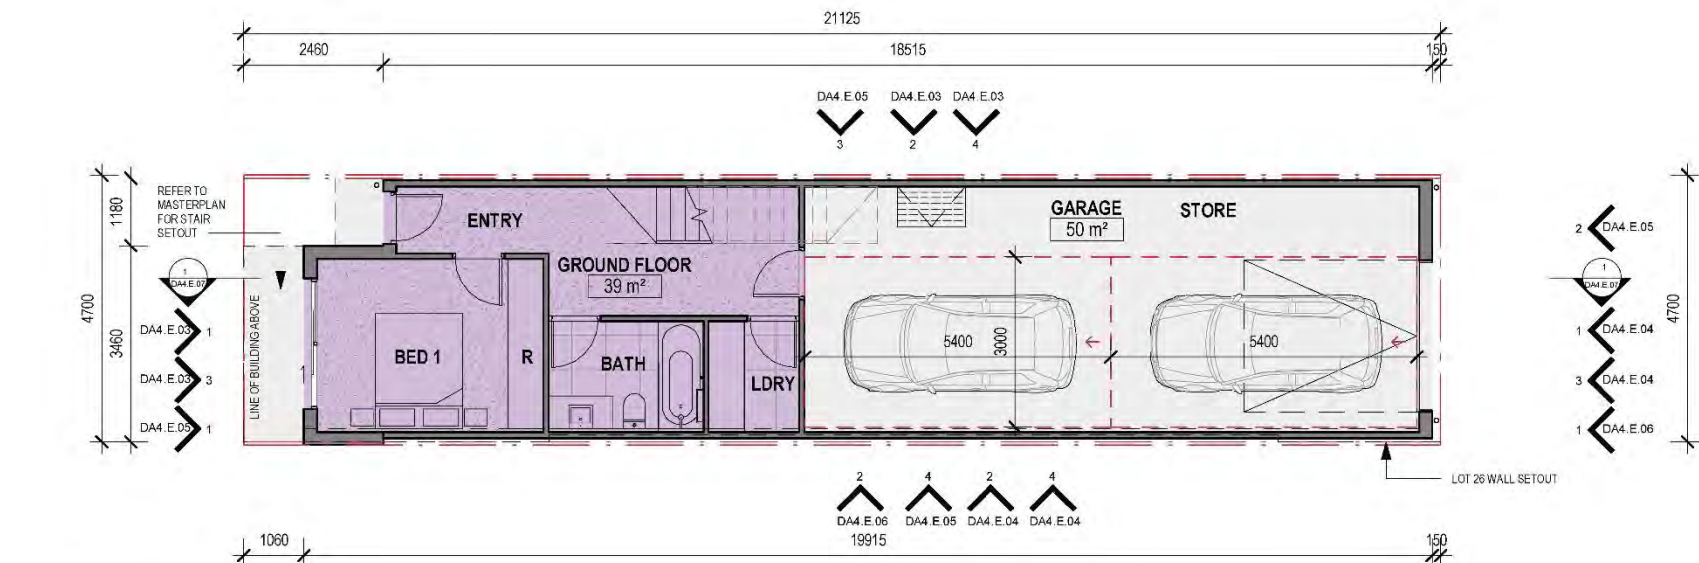 21125
2460
18515
150
DA4.E.05
DA4.E.03
DA4.E.03
3
2
4
REFER TO
MASTERPLAN
FOR STAIR
SETOUT
1180
3460
4700
1
DA4.E.07
DA4.E.03
1
DA4.E.03
3
DA4.E.05
1
LINE OF BUILDING ABOVE
ENTRY
GROUND FLOOR
39 m²
BED 1
R
BATH
LDRY
GARAGE
50 m²
STORE
5400
3000
5400
2
DA4.E.05
1
DA4.E.07
1
DA4.E.04
3
DA4.E.04
1
DA4.E.06
4700
LOT 26 WALL SETOUT
2
4
2
4
DA4.E.06
DA4.E.05
DA4.E.04
DA4.E.04
1060
19915
150